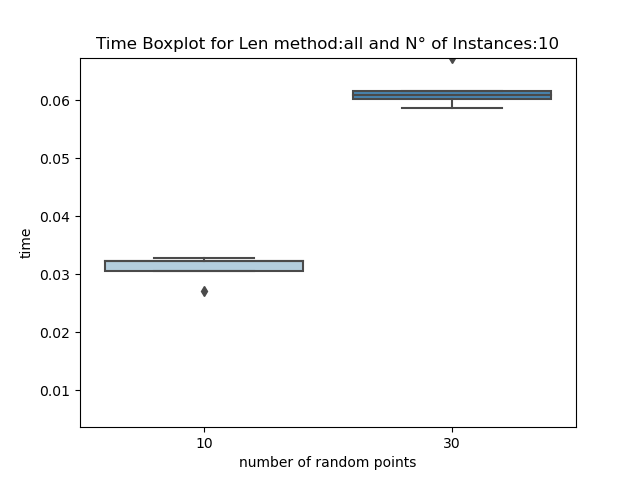 Time Boxplot for Len method:all and N° of Instances:10
0.06
0.05
0.04
0.03
0.02
0.01
time
10 30
number of random points